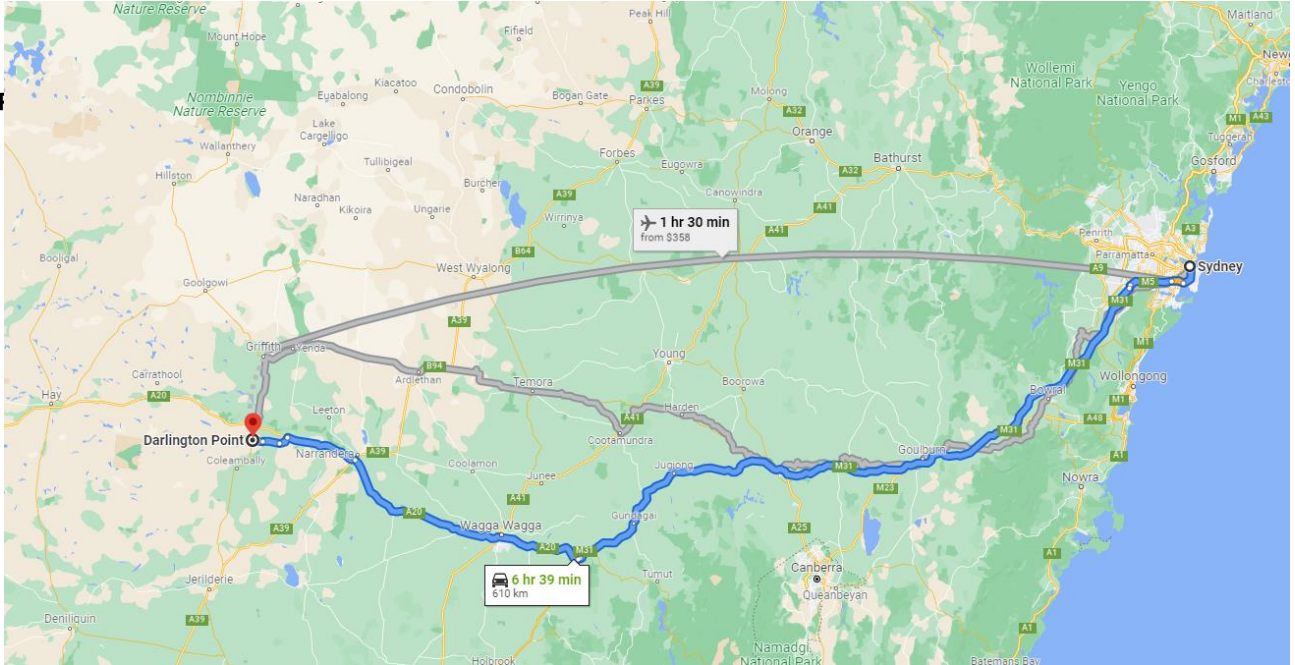 Nature Reserve
Mount Hope
Fifield
Peak Hill
Maitland
Wollemi
National Park
Yengo
National Park
Nombinnie
Nature Reserve
Kiacatoo
Euabalong
Condobolin
Bogan Gate
A39
Parkes
Molong
A32
M1
A43
Lake
Cargelligo
Orange
Tuggerah
Wallanthery
Tullibigeal
Forbes
Eugowra
Bathurst
A32
Gosford
Hillston
Burcher
A39
Canowindra
Naradhan
Kikoira
Ungarie
Wirrinya
1 hr 30 min
from $358
A41
A41
Penrith
Parramatta
A3
Booligal
B64
A9
Sydney
West Wyalong
M5
Goolgowi
M31
A39
Griffith
Yenda
M1
Young
B94
Ardlethan
M31
Carrathool
Temora
Boorowa
Wollongong
Hay
A20
Bowral
M1
Leeton
Harden
A41
A48
M31
Darlington Point
Cootamundra
A1
Coleambally
Narrandera
A39
Goulburn
Coolamon
Jugiong
M31
Junee
M23
Nowra
A41
A20
Gundagai
A39
Wagga Wagga
A25
A20
M31
A1
Jerilderie
6 hr 39 min
610 km
Tumut
Canberra
Queanbeyan
A39
Deniliquin
A1
Namadgi
National Park
Holbrook
Batemans Bay